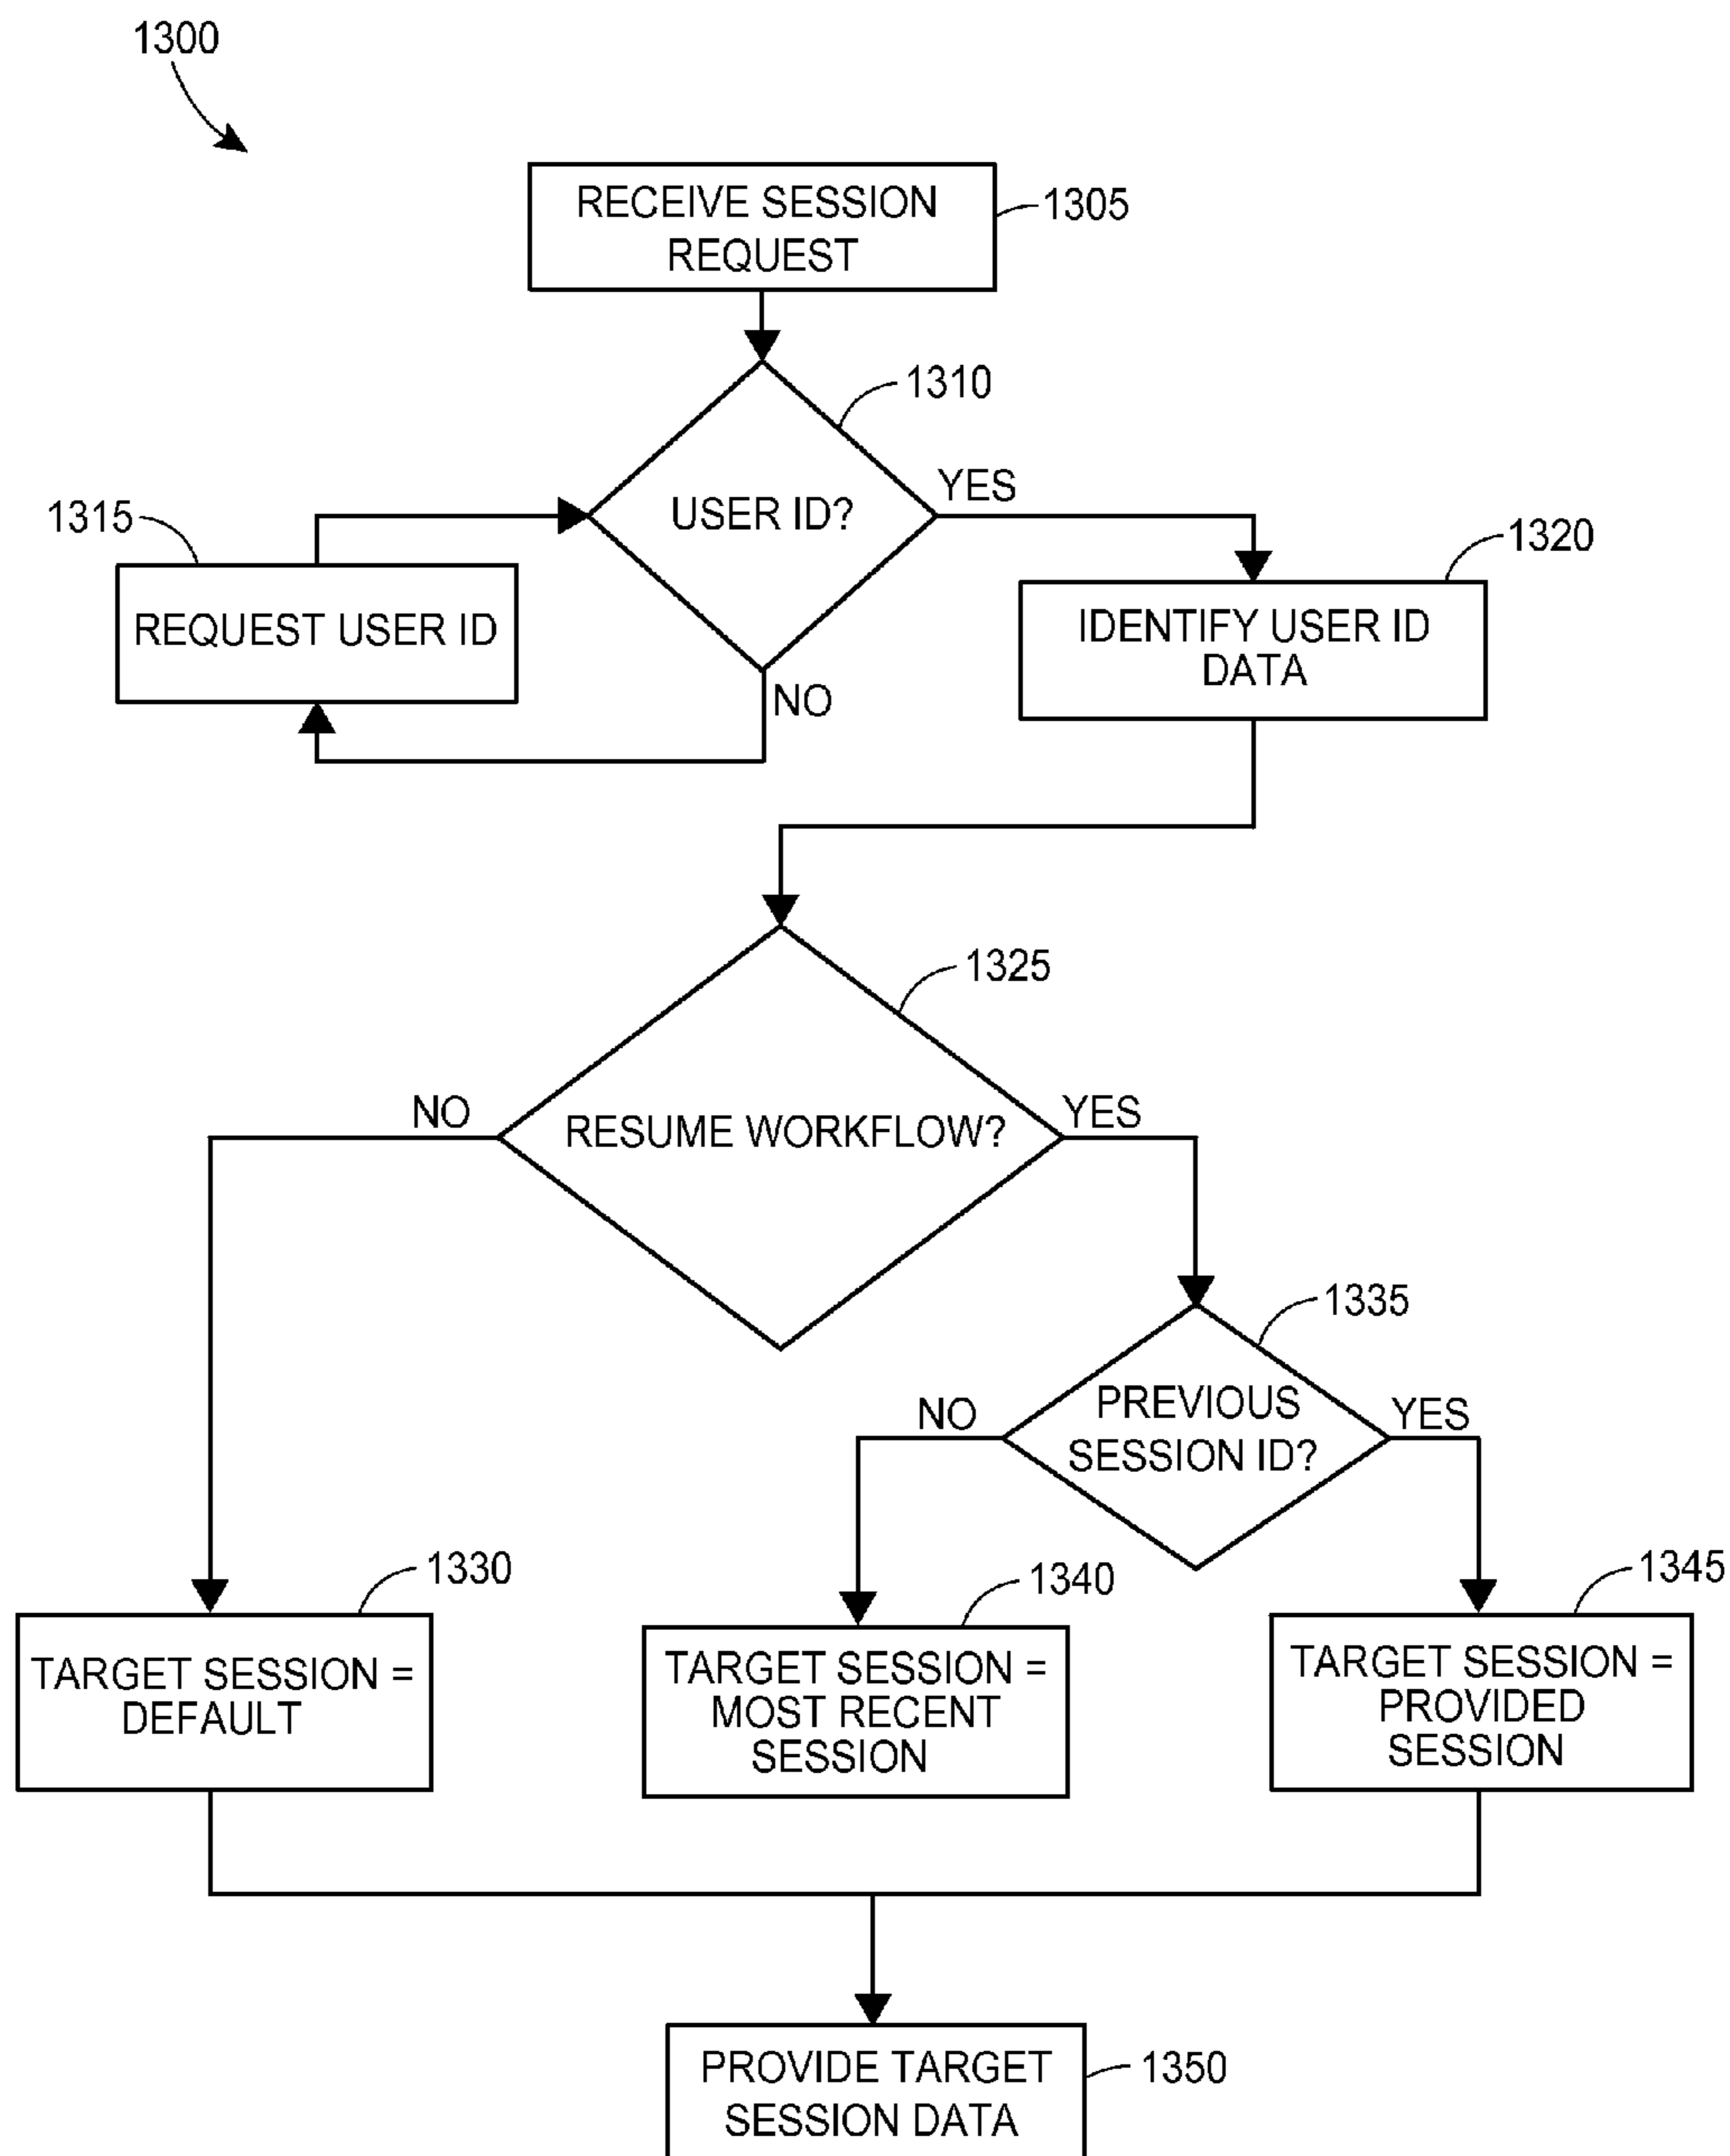 1300
RECEIVE SESSION
REQUEST
1305
1310
USER ID?
YES
NO
1315
REQUEST USER ID
1320
IDENTIFY USER ID
DATA
1325
RESUME WORKFLOW?
NO
YES
1335
PREVIOUS
SESSION ID?
NO
YES
1330
TARGET SESSION =
DEFAULT
1340
TARGET SESSION =
MOST RECENT
SESSION
1345
TARGET SESSION =
PROVIDED
SESSION
PROVIDE TARGET
SESSION DATA
1350